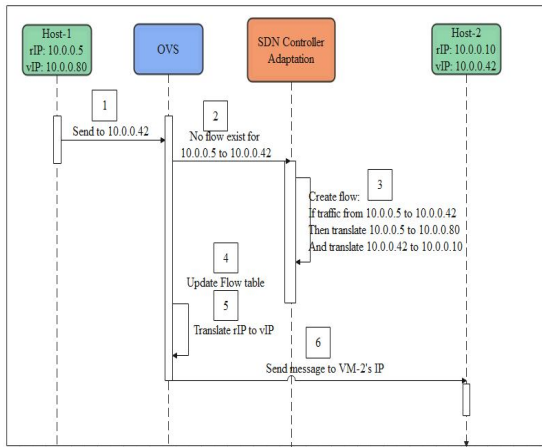 Host-1
rIP: 10.0.0.5
vIP: 10.0.0.80
OVS
SDN Controller
Adaptation
Host-2
rIP: 10.0.0.10
vIP: 10.0.0.42
1
Send to 10.0.0.42
2
No flow exist for
10.0.0.5 to 10.0.0.42
3
Create flow:
If traffic from 10.0.0.5 to 10.0.0.42
Then translate 10.0.0.5 to 10.0.0.80
And translate 10.0.0.42 to 10.0.0.10
4
Update Flow table
5
Translate rIP to vIP
6
Send message to VM-2's IP